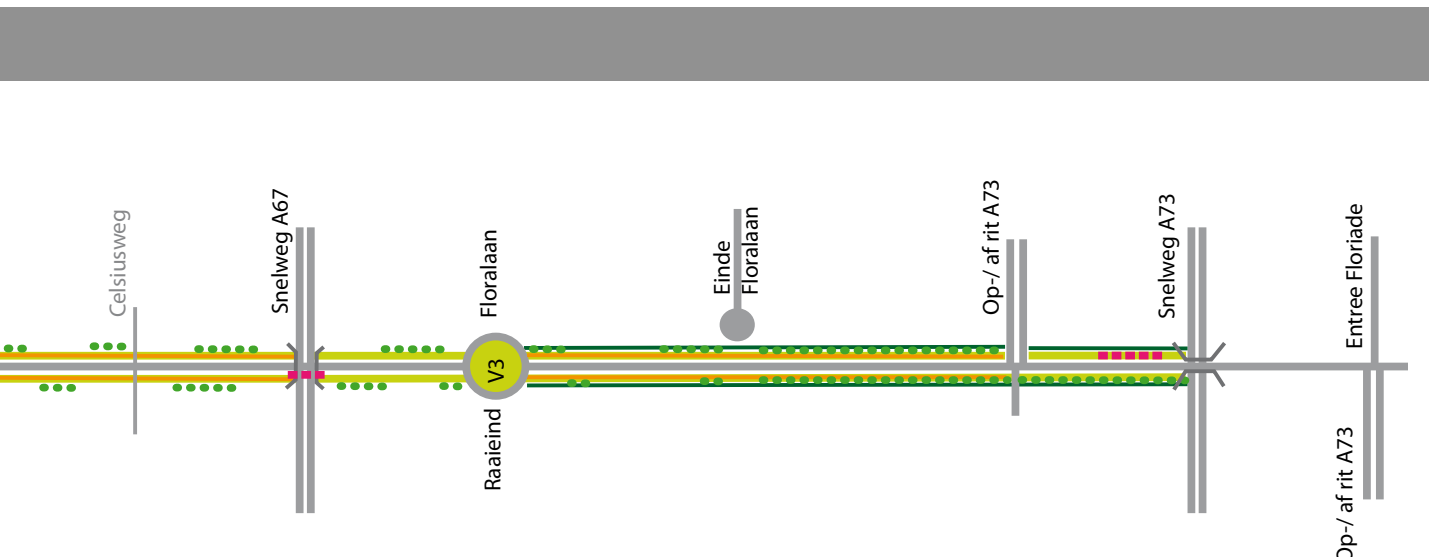 Celsiusweg
Snelweg A67
Floralaan
V3
Raaieind
Einde
Floralaan
Op-/ af rit A73
Snelweg A73
Entree Floriade
Op-/ af rit A73